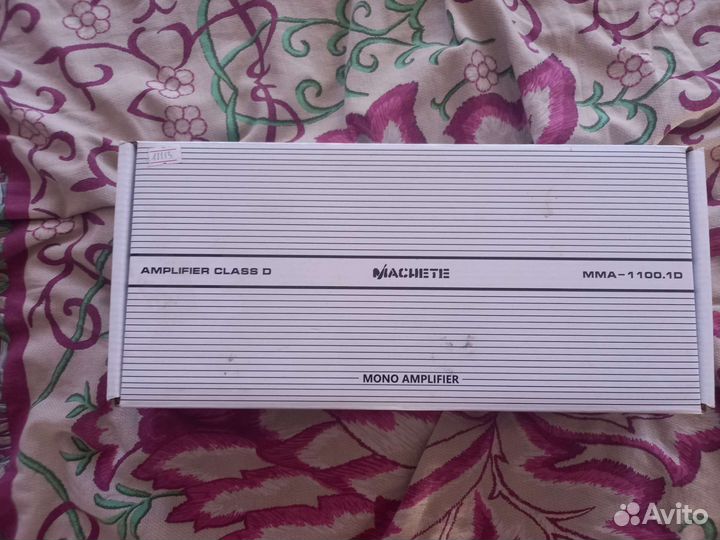 AMPLIFIER CLASS D MACHETE MMA-1100.1D
MONO AMPLIFIER
Avito